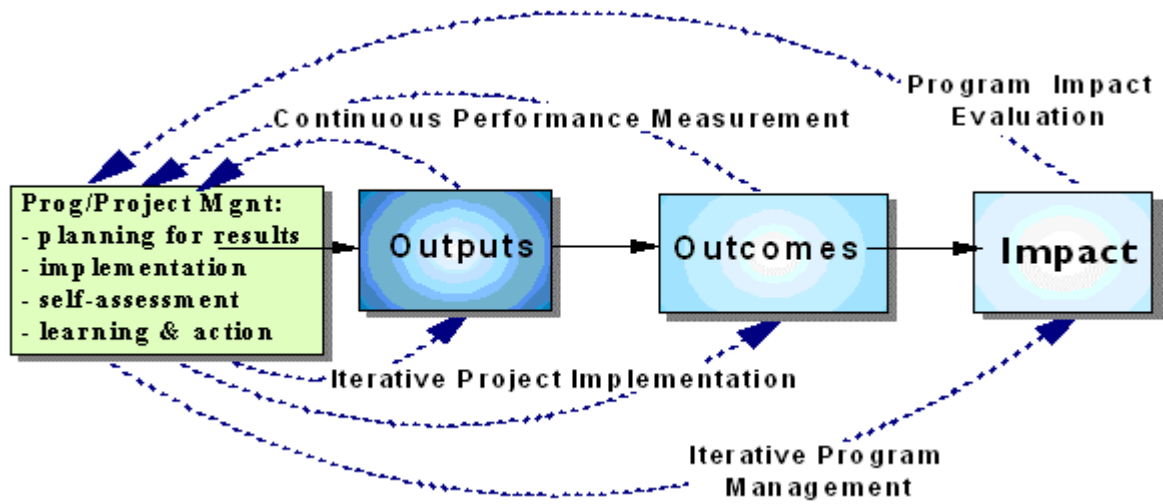 Program Impact
Evaluation
Continuous Performance Measurement
Prog/Project Mgnt:
- planning for results
- implementation
- self-assessment
- learning & action
Outputs
Outcomes
Impact
Iterative Project Implementation
Iterative Program
Management